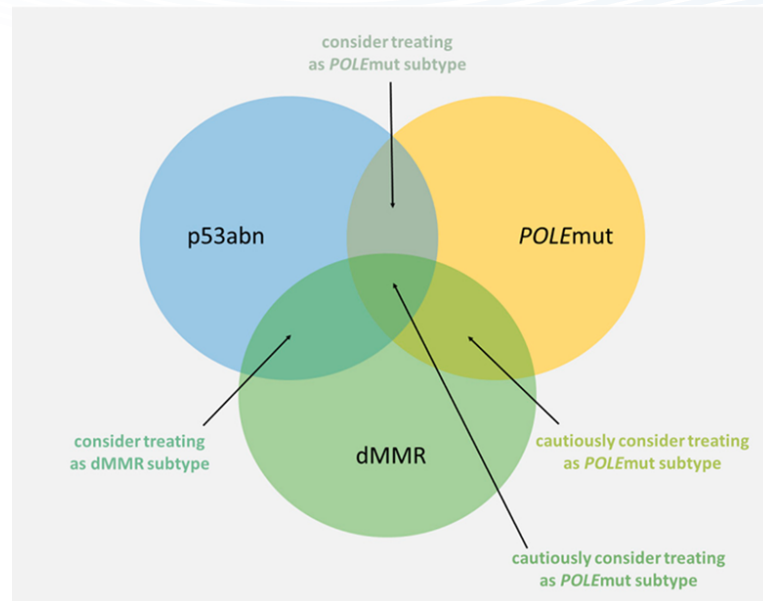 consider treating
as POLEmut subtype
p53abn
POLEmut
consider treating
as dMMR subtype
dMMR
cautiously consider treating
as POLEmut subtype
cautiously consider treating
as POLEmut subtype